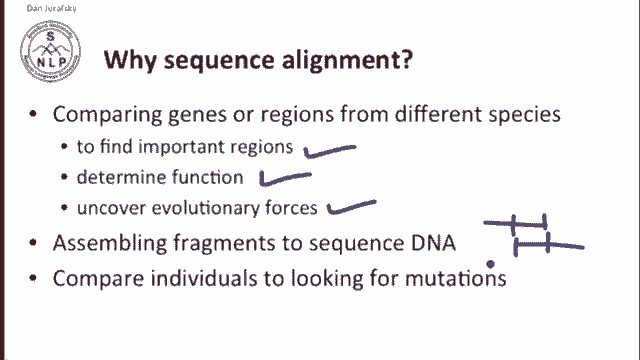 Dan Jurafsky
S
N L P
Why sequence alignment?
• Comparing genes or regions from different species
• to find important regions
• determine function
• uncover evolutionary forces
• Assembling fragments to sequence DNA
• Compare individuals to looking for mutations